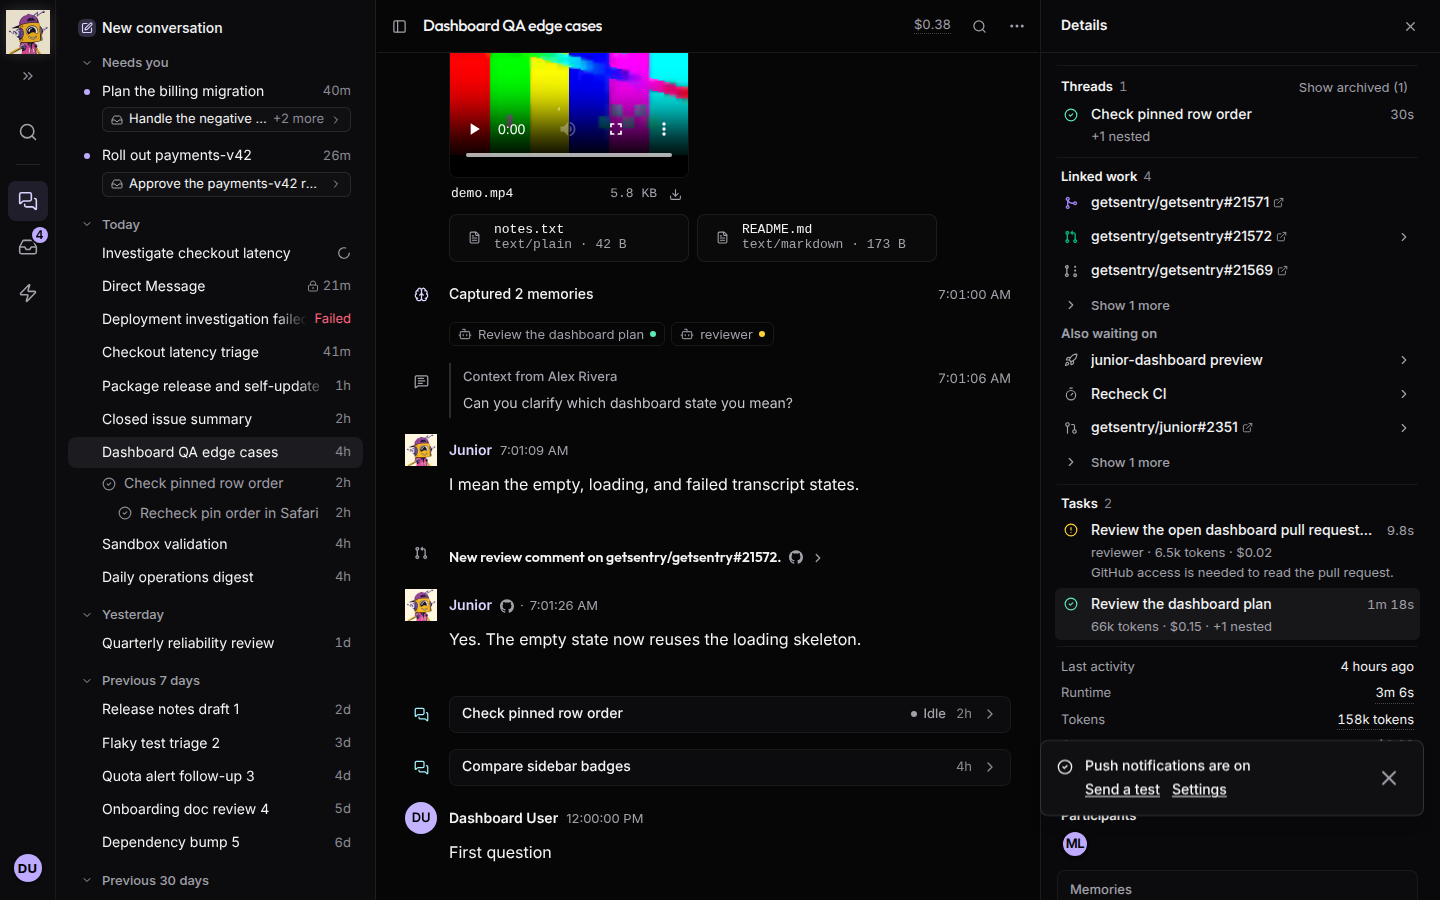 New conversation
Needs you
Plan the billing migration 40m
Handle the negative ... +2 more
Roll out payments-v42 26m
Approve the payments-v42 r...
Today
Investigate checkout latency
4
Direct Message 21m
Deployment investigation failed Failed
Checkout latency triage 41m
Package release and self-update 1h
Closed issue summary 2h
Dashboard QA edge cases 4h
Check pinned row order 2h
Recheck pin order in Safari 2h
Sandbox validation 4h
Daily operations digest 4h
Yesterday
Quarterly reliability review 1d
Previous 7 days
Release notes draft 1 2d
Flaky test triage 2 3d
Quota alert follow-up 3 4d
Onboarding doc review 4 5d
Dependency bump 5 6d
Previous 30 days
DU
Dashboard QA edge cases $0.38
0:00
demo.mp4 5.8 KB
notes.txt
text/plain · 42 B
README.md
text/markdown · 173 B
Captured 2 memories 7:01:00 AM
Review the dashboard plan
reviewer
Context from Alex Rivera 7:01:06 AM
Can you clarify which dashboard state you mean?
Junior 7:01:09 AM
I mean the empty, loading, and failed transcript states.
New review comment on getsentry/getsentry#21572.
Junior · 7:01:26 AM
Yes. The empty state now reuses the loading skeleton.
Check pinned row order Idle 2h
Compare sidebar badges 4h
DU Dashboard User 12:00:00 PM
First question
Details
Threads 1 Show archived (1)
Check pinned row order 30s
+1 nested
Linked work 4
getsentry/getsentry#21571
getsentry/getsentry#21572
getsentry/getsentry#21569
Show 1 more
Also waiting on
junior-dashboard preview
Recheck CI
getsentry/junior#2351
Show 1 more
Tasks 2
Review the open dashboard pull request... 9.8s
reviewer · 6.5k tokens · $0.02
GitHub access is needed to read the pull request.
Review the dashboard plan 1m 18s
66k tokens · $0.15 · +1 nested
Last activity 4 hours ago
Runtime 3m 6s
Tokens 158k tokens
Push notifications are on
Send a test Settings
Participants
ML
Memories